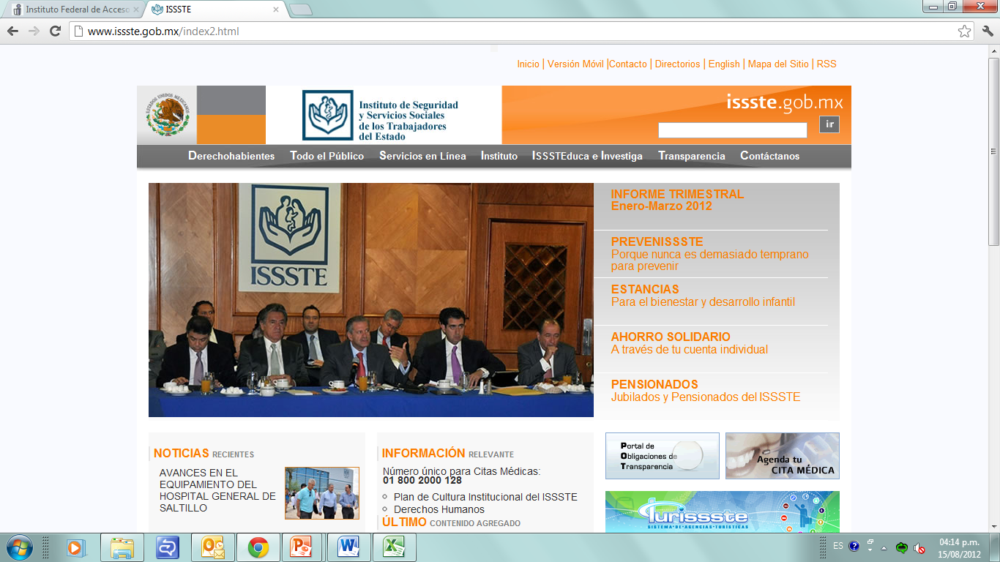 Instituto Federal de Acceso
ISSSTE
www.issste.gob.mx/index2.html
Inicio | Versión Móvil |Contacto | Directorios | English | Mapa del Sitio | RSS
ESTADOS UNIDOS MEXICANOS
Instituto de Seguridad
y Servicios Sociales
de los Trabajadores
del Estado
issste.gob.mx
ir
Derechohabientes Todo el Público Servicios en Línea Instituto ISSSTEduca e Investiga Transparencia Contáctanos
ISSSTE
INFORME TRIMESTRAL
Enero-Marzo 2012
PREVENISSSTE
Porque nunca es demasiado temprano
para prevenir
ESTANCIAS
Para el bienestar y desarrollo infantil
AHORRO SOLIDARIO
A través de tu cuenta individual
PENSIONADOS
Jubilados y Pensionados del ISSSTE
NOTICIAS RECIENTES
AVANCES EN EL
EQUIPAMIENTO DEL
HOSPITAL GENERAL DE
SALTILLO
INFORMACIÓN RELEVANTE
Número único para Citas Médicas:
01 800 2000 128
Plan de Cultura Institucional del ISSSTE
Derechos Humanos
ÚLTIMO CONTENIDO AGREGADO
Portal de
Obligaciones de
Transparencia
Agenda tu
CITA MÉDICA
turissste
SISTEMA·DE·AGENCIAS·TURÍSTICAS
ES
04:14 p.m.
15/08/2012